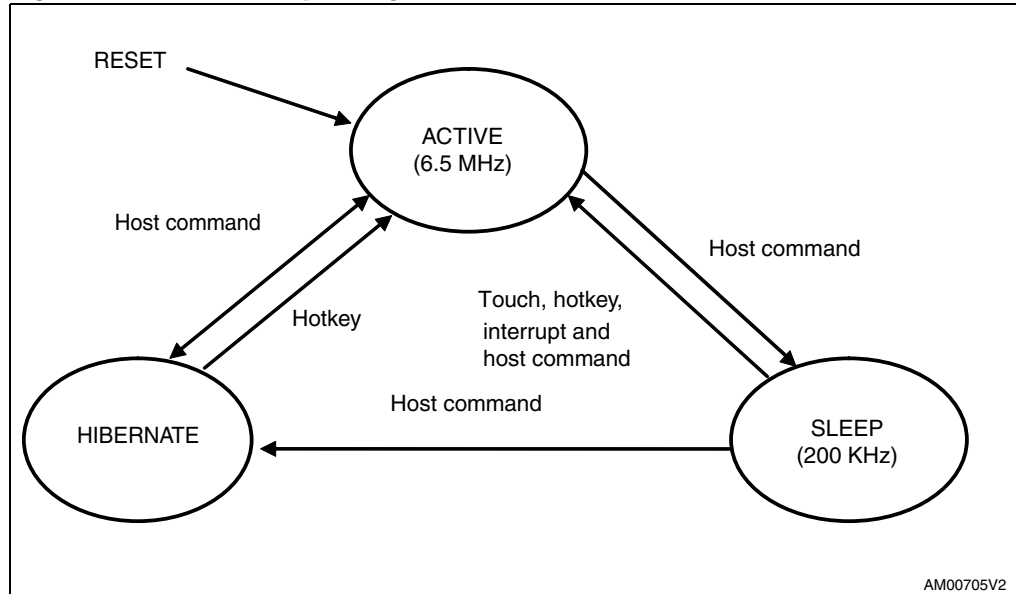 RESET
ACTIVE
(6.5 MHz)
Host command
Host command
Hotkey
Touch, hotkey,
interrupt and
host command
Host command
HIBERNATE
SLEEP
(200 KHz)
AM00705V2